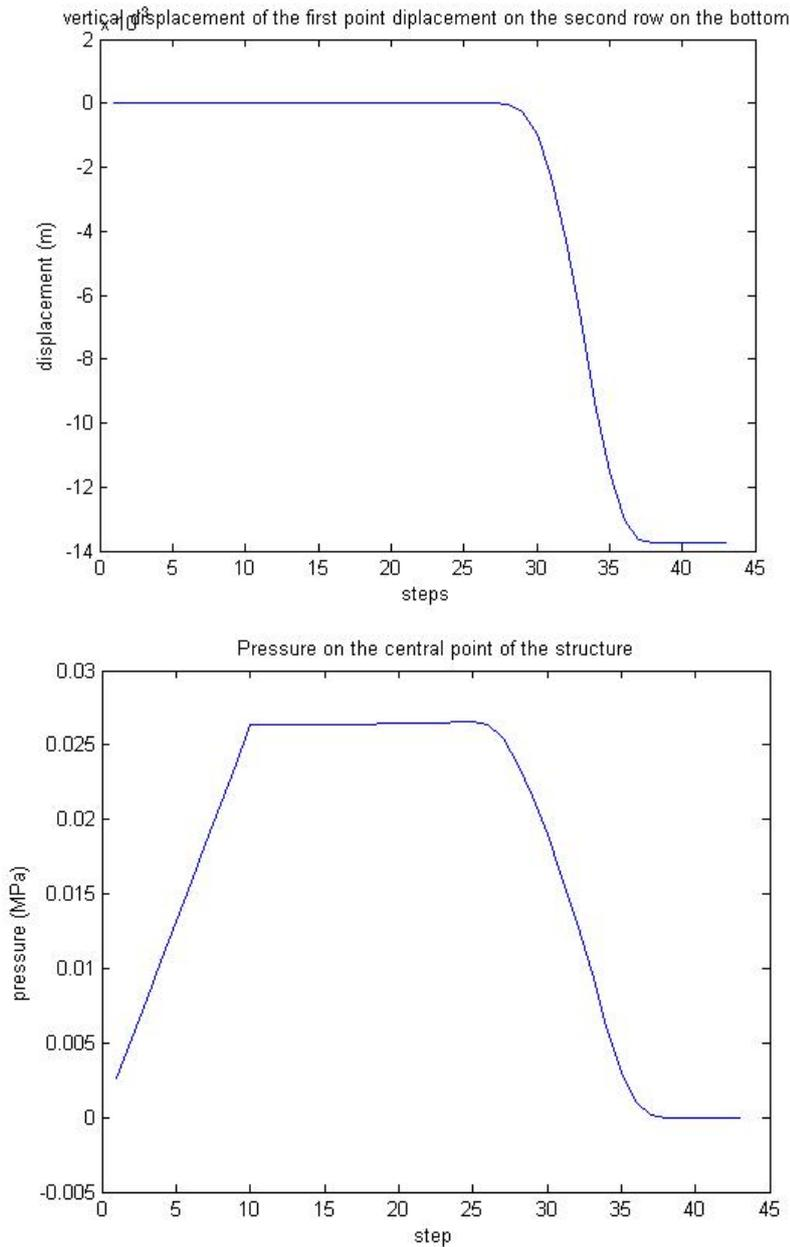 vertical displacement of the first point diplacement on the second row on the bottom
x 10-3
2
0
-2
-4
-6
-8
-10
-12
-14
displacement (m)
0 5 10 15 20 25 30 35 40 45
steps
Pressure on the central point of the structure
0.03
0.025
0.02
0.015
0.01
0.005
0
-0.005
pressure (MPa)
0 5 10 15 20 25 30 35 40 45
step